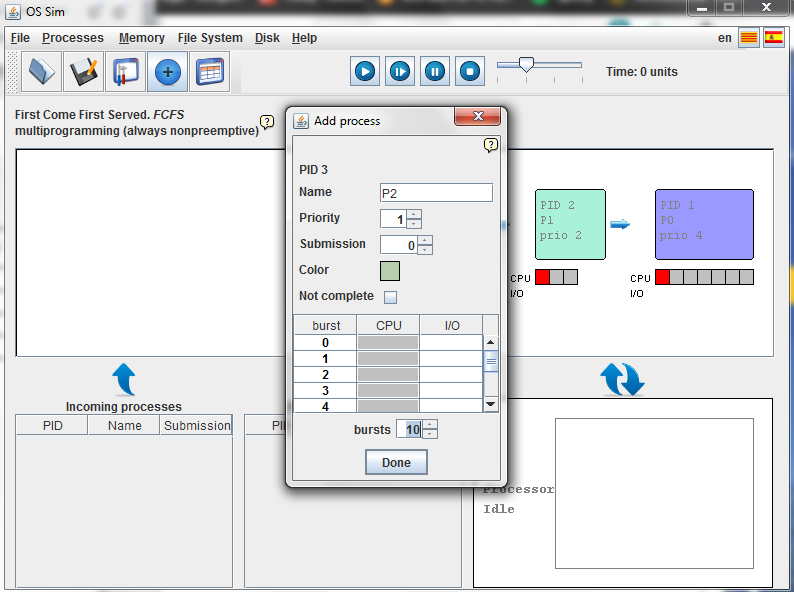 OS Sim
File Processes Memory File System Disk Help
en
Time: 0 units
First Come First Served. FCFS
multiprogramming (always nonpreemptive)
?
Add process
?
PID 3
Name P2
Priority 1
Submission 0
Color
Not complete
burst CPU I/O
0
1
2
3
4
bursts 10
Done
PID 2
P1
prio 2
CPU
I/O
PID 1
P0
prio 4
CPU
I/O
Incoming processes
PID Name Submission
Processor
Idle